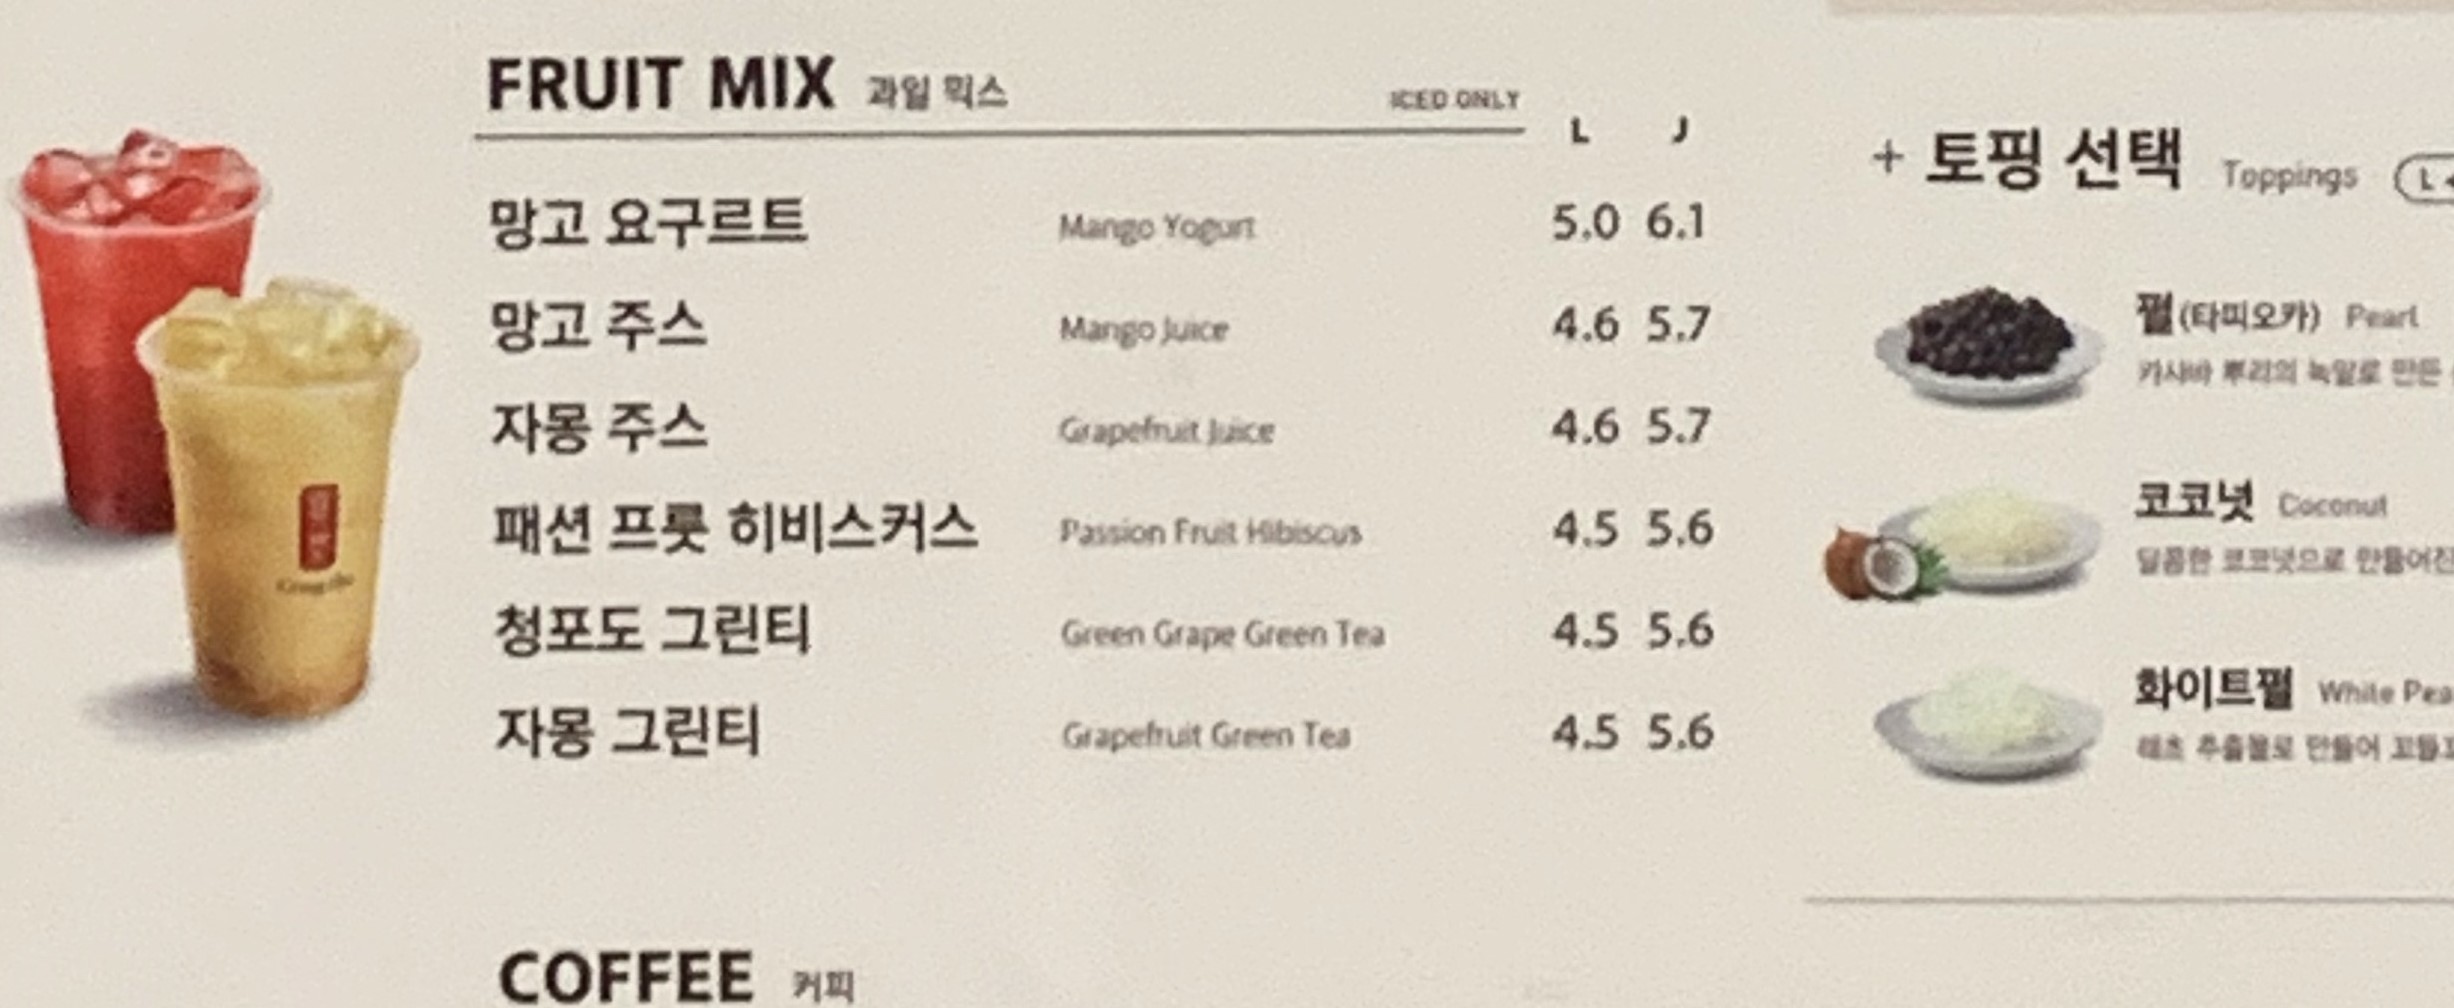 FRUIT MIX 과일 믹스 ICED ONLY L J
망고 요구르트 Mango Yogurt 5.0 6.1
망고 주스 Mango Juice 4.6 5.7
자몽 주스 Grapefruit Juice 4.6 5.7
패션 프룻 히비스커스 Passion Fruit Hibiscus 4.5 5.6
청포도 그린티 Green Grape Green Tea 4.5 5.6
자몽 그린티 Grapefruit Green Tea 4.5 5.6
COFFEE 커피
+ 토핑 선택 Toppings L
펄(타피오카) Pearl
카사바 뿌리의 녹말로 만든
코코넛 Coconut
달콤한 코코넛으로 만들어진
화이트펄 White Pea
해초 추출물로 만들어